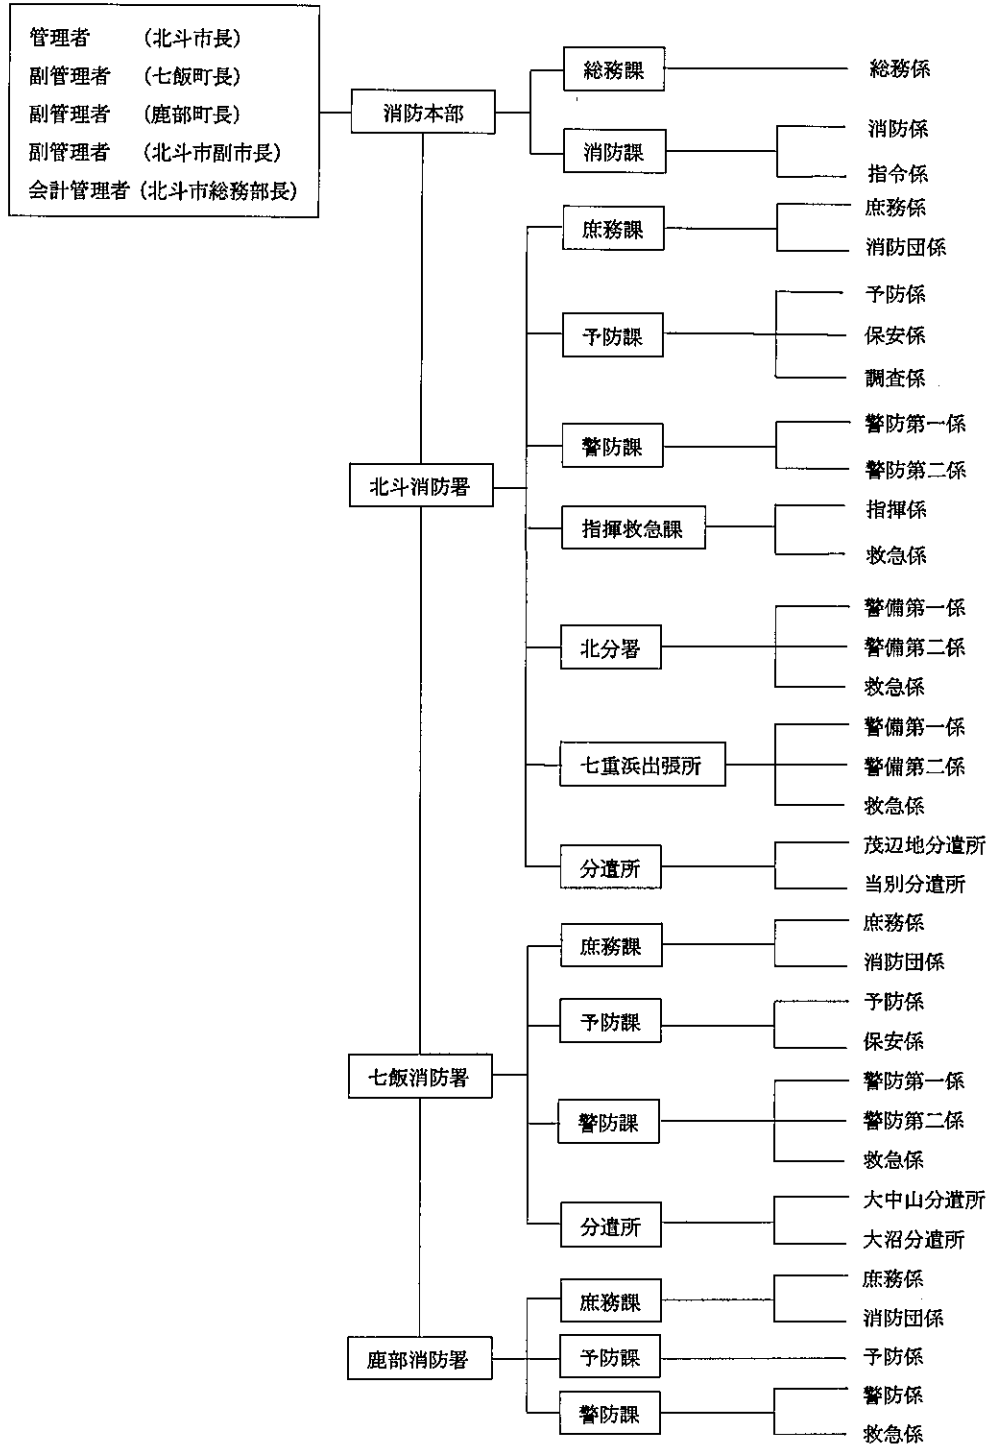 管理者 (北斗市長)
副管理者 (七飯町長)
副管理者 (鹿部町長)
副管理者 (北斗市副市長)
会計管理者 (北斗市総務部長)
消防本部
総務課
総務係
消防課
消防係
指令係
北斗消防署
庶務課
庶務係
消防団係
予防課
予防係
保安係
調査係
警防課
警防第一係
警防第二係
指揮救急課
指揮係
救急係
北分署
警備第一係
警備第二係
救急係
七重浜出張所
警備第一係
警備第二係
救急係
分遣所
茂辺地分遣所
当別分遣所
七飯消防署
庶務課
庶務係
消防団係
予防課
予防係
保安係
警防課
警防第一係
警防第二係
救急係
分遣所
大中山分遣所
大沼分遣所
鹿部消防署
庶務課
庶務係
消防団係
予防課
予防係
警防課
警防係
救急係